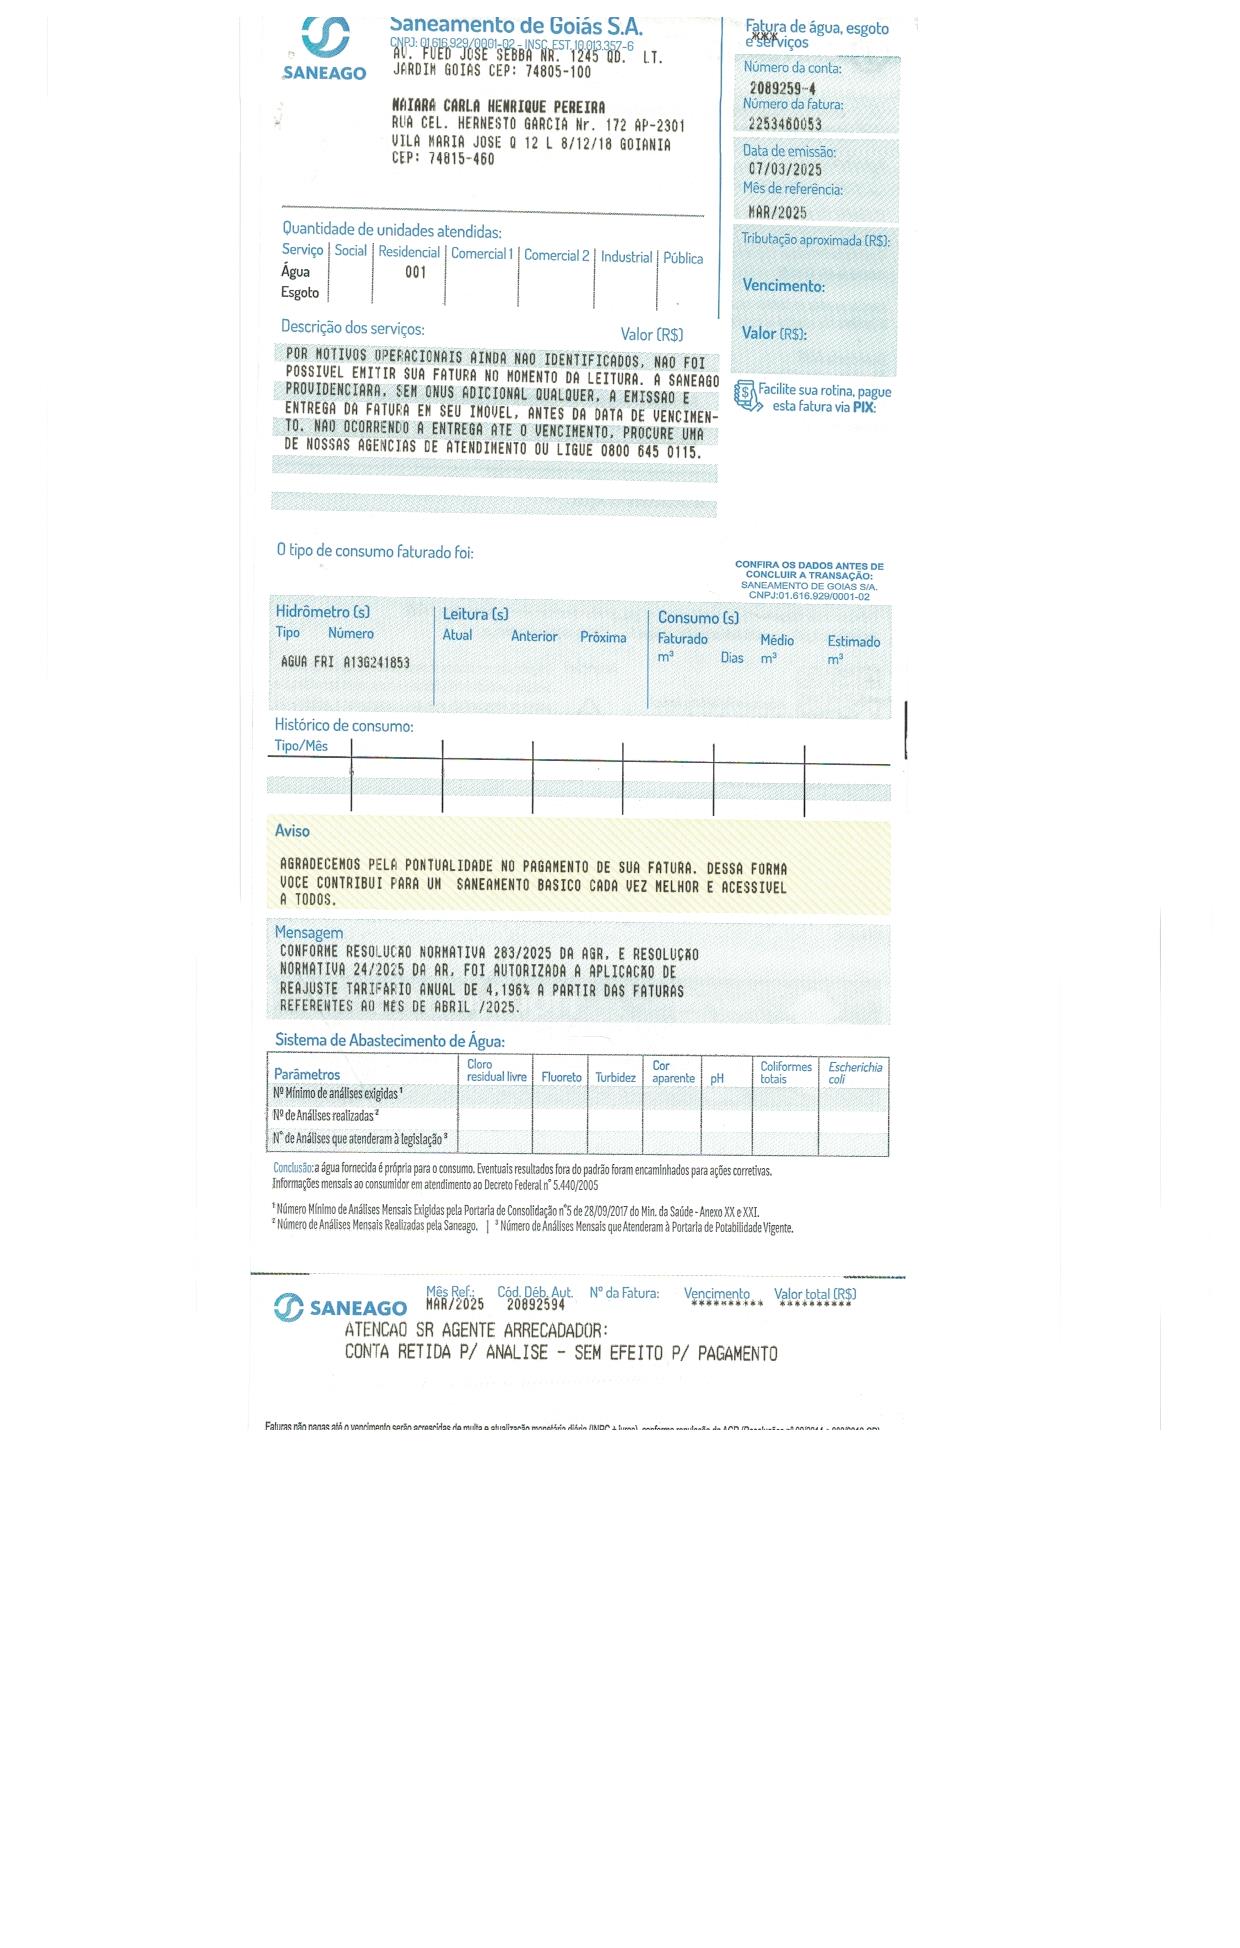 Saneamento de Goiás S.A.
CNPJ: 01.616.929/0001-02 - INSC. EST. 10.013.357-6
AV. FUED JOSE SEBBA NR. 1245 QD. LT.
JARDIM GOIAS CEP: 74805-100
SANEAGO
MAIARA CARLA HENRIQUE PEREIRA
RUA CEL. HERNESTO GARCIA Nr. 172 AP-2301
VILA MARIA JOSE Q 12 L 8/12/18 GOIANIA
CEP: 74815-460
Fatura de água, esgoto
e serviços
***
Número da conta:
2089259-4
Número da fatura:
2253460053
Data de emissão:
07/03/2025
Mês de referência:
MAR/2025
Tributação aproximada (R$):
Vencimento:
Valor (R$):
Facilite sua rotina, pague
esta fatura via PIX:
Quantidade de unidades atendidas:
Serviço Social Residencial Comercial 1 Comercial 2 Industrial Pública
Água 001
Esgoto
Descrição dos serviços: Valor (R$)
POR MOTIVOS OPERACIONAIS AINDA NAO IDENTIFICADOS, NAO FOI
POSSIVEL EMITIR SUA FATURA NO MOMENTO DA LEITURA. A SANEAGO
PROVIDENCIARA, SEM ONUS ADICIONAL QUALQUER, A EMISSAO E
ENTREGA DA FATURA EM SEU IMOVEL, ANTES DA DATA DE VENCIMEN-
TO. NAO OCORRENDO A ENTREGA ATE O VENCIMENTO, PROCURE UMA
DE NOSSAS AGENCIAS DE ATENDIMENTO OU LIGUE 0800 645 0115.
O tipo de consumo faturado foi:
CONFIRA OS DADOS ANTES DE
CONCLUIR A TRANSAÇÃO:
SANEAMENTO DE GOIAS S/A.
CNPJ:01.616.929/0001-02
Hidrômetro (s) Leitura (s) Consumo (s)
Tipo Número Atual Anterior Próxima Faturado Médio Estimado
m³ Dias m³ m³
AGUA FRI A13G241853
Histórico de consumo:
Tipo/Mês
Aviso
AGRADECEMOS PELA PONTUALIDADE NO PAGAMENTO DE SUA FATURA. DESSA FORMA
VOCE CONTRIBUI PARA UM SANEAMENTO BASICO CADA VEZ MELHOR E ACESSIVEL
A TODOS.
Mensagem
CONFORME RESOLUCAO NORMATIVA 283/2025 DA AGR, E RESOLUÇÃO
NORMATIVA 24/2025 DA AR, FOI AUTORIZADA A APLICACAO DE
REAJUSTE TARIFARIO ANUAL DE 4,196% A PARTIR DAS FATURAS
REFERENTES AO MES DE ABRIL /2025.
Sistema de Abastecimento de Água:
Parâmetros Cloro residual livre Fluoreto Turbidez Cor aparente pH Coliformes totais Escherichia coli
Nº Mínimo de análises exigidas ¹
Nº de Análises realizadas ²
N° de Análises que atenderam à legislação ³
Conclusão: a água fornecida é própria para o consumo. Eventuais resultados fora do padrão foram encaminhados para ações corretivas.
Informações mensais ao consumidor em atendimento ao Decreto Federal n° 5.440/2005
¹ Número Mínimo de Análises Mensais Exigidas pela Portaria de Consolidação n°5 de 28/09/2017 do Min. da Saúde - Anexo XX e XXI.
² Número de Análises Mensais Realizadas pela Saneago. | ³ Número de Análises Mensais que Atenderam à Portaria de Potabilidade Vigente.
SANEAGO
Mês Ref.: Cód. Déb. Aut. Nº da Fatura: Vencimento Valor total (R$)
MAR/2025 20892594 ********** **********
ATENCAO SR AGENTE ARRECADADOR:
CONTA RETIDA P/ ANALISE - SEM EFEITO P/ PAGAMENTO
Faturas não pagas até o vencimento serão acrescidas de multa e atualização monetária diária (INPC + juros), conforme regulação da AGR